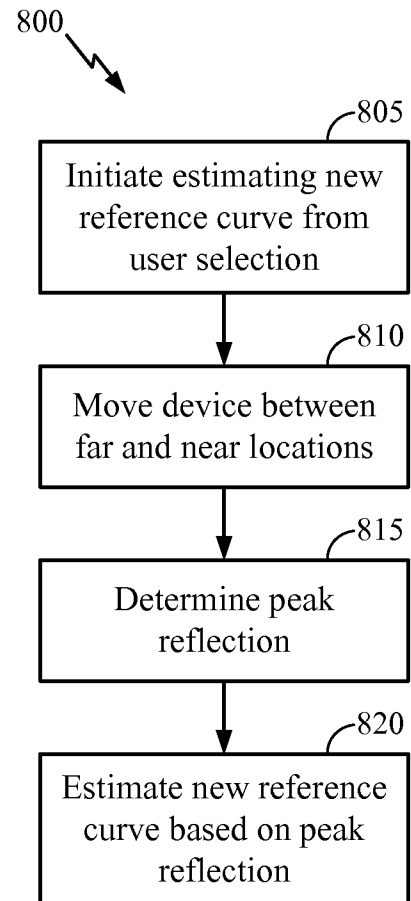 800
805
Initiate estimating new
reference curve from
user selection
810
Move device between
far and near locations
815
Determine peak
reflection
820
Estimate new reference
curve based on peak
reflection